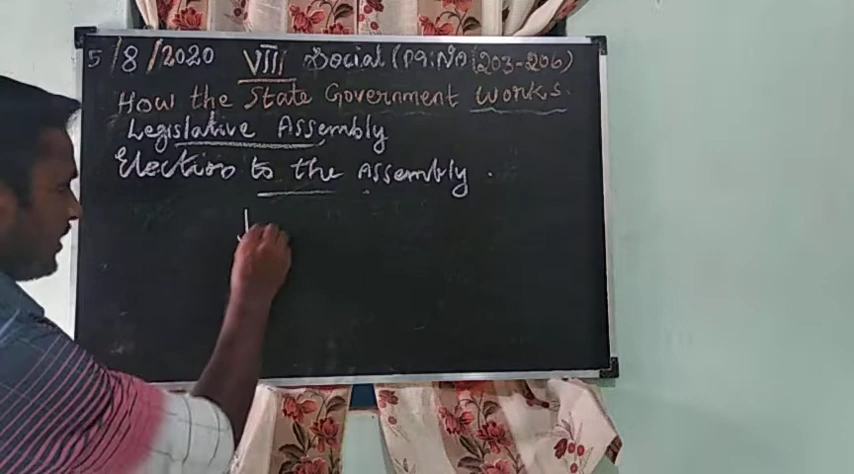 5/8/2020 VIII Social (Pg:No (203-206)
How the State Government Works.
Legislative Assembly
Election to the Assembly.